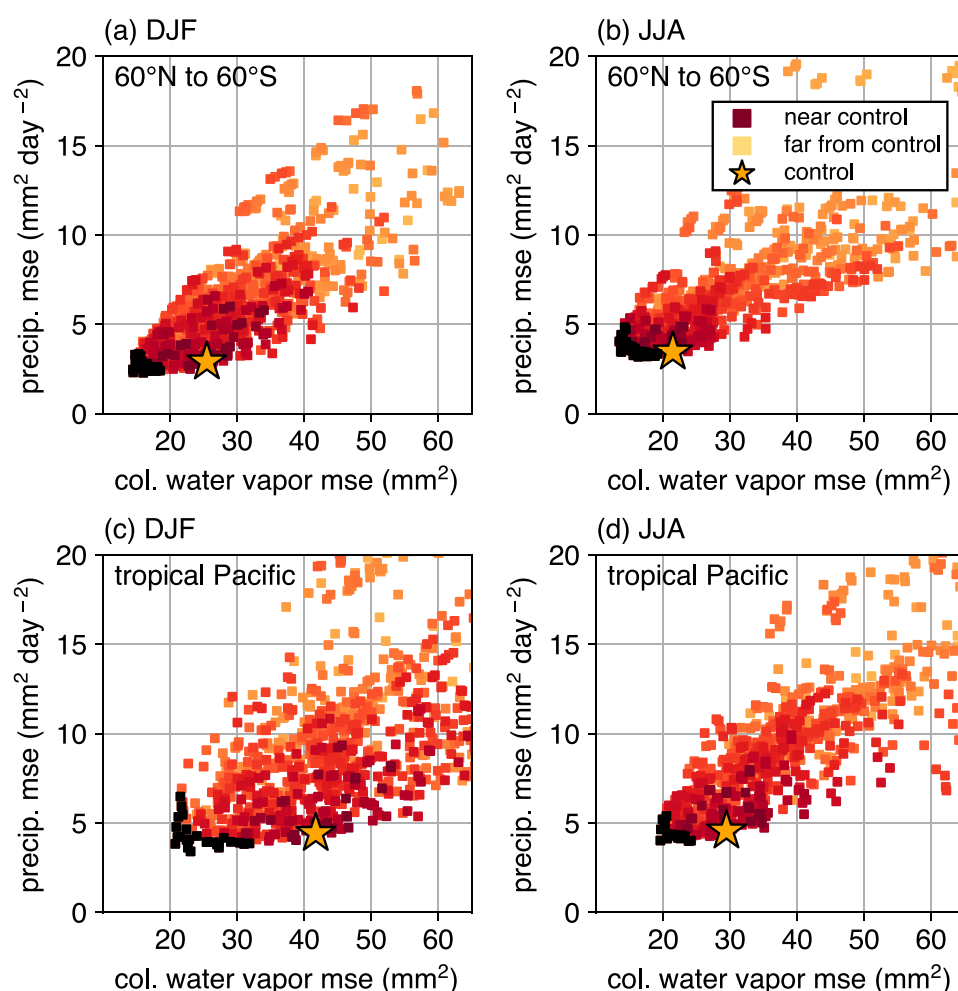 (a) DJF
60°N to 60°S
20
15
10
5
0
precip. mse (mm² day⁻²)
20 30 40 50 60
col. water vapor mse (mm²)
(b) JJA
60°N to 60°S
near control
far from control
control
20
15
10
5
0
precip. mse (mm² day⁻²)
20 30 40 50 60
col. water vapor mse (mm²)
(c) DJF
tropical Pacific
20
15
10
5
0
precip. mse (mm² day⁻²)
20 30 40 50 60
col. water vapor mse (mm²)
(d) JJA
tropical Pacific
20
15
10
5
0
precip. mse (mm² day⁻²)
20 30 40 50 60
col. water vapor mse (mm²)